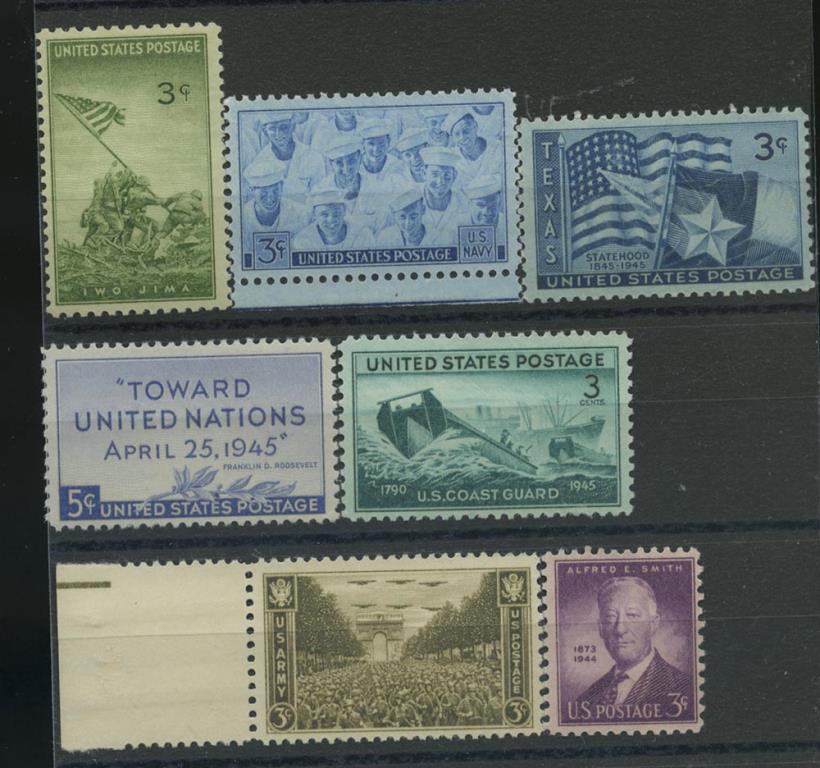 UNITED STATES POSTAGE
3¢
IWO JIMA
3¢
UNITED STATES POSTAGE
U.S.
NAVY
TEXAS
3¢
STATEHOOD
1845-1945
UNITED STATES POSTAGE
"TOWARD
UNITED NATIONS
APRIL 25, 1945"
FRANKLIN D. ROOSEVELT
5¢ UNITED STATES POSTAGE
UNITED STATES POSTAGE
3
CENTS
1790 U.S. COAST GUARD 1945
U.S. ARMY
U.S. POSTAGE
3¢
3¢
ALFRED E. SMITH
1873
1944
U.S. POSTAGE 3¢